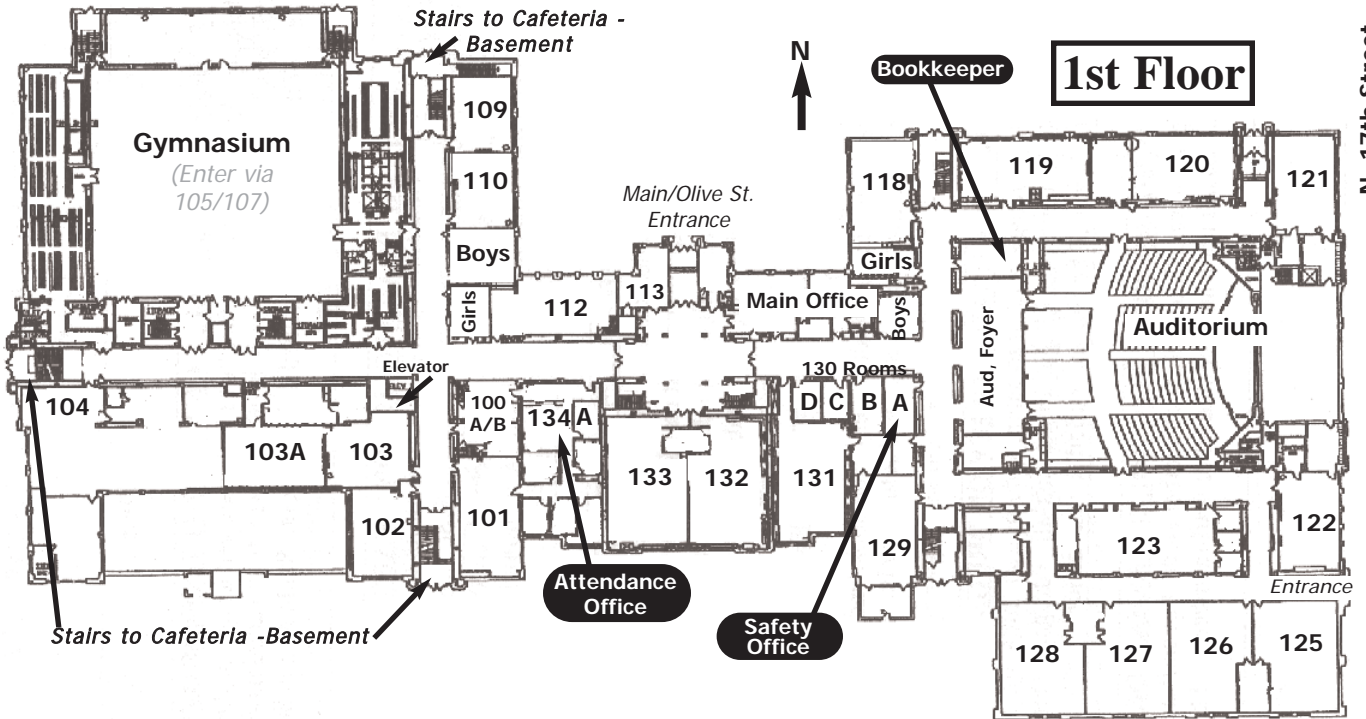 Stairs to Cafeteria -
Basement
N
Bookkeeper
1st Floor
N. 17th Street
Gymnasium
(Enter via
105/107)
109
110
Boys
Girls
112
113
Main/Olive St.
Entrance
Main Office
118
Girls
Boys
119
120
121
Aud, Foyer
Auditorium
Elevator
ELEV.
130 Rooms
104
103A
103
102
100
A/B
101
134
A
133
132
D
C
B
A
131
129
123
122
Entrance
128
127
126
125
Attendance
Office
Safety
Office
Stairs to Cafeteria -Basement